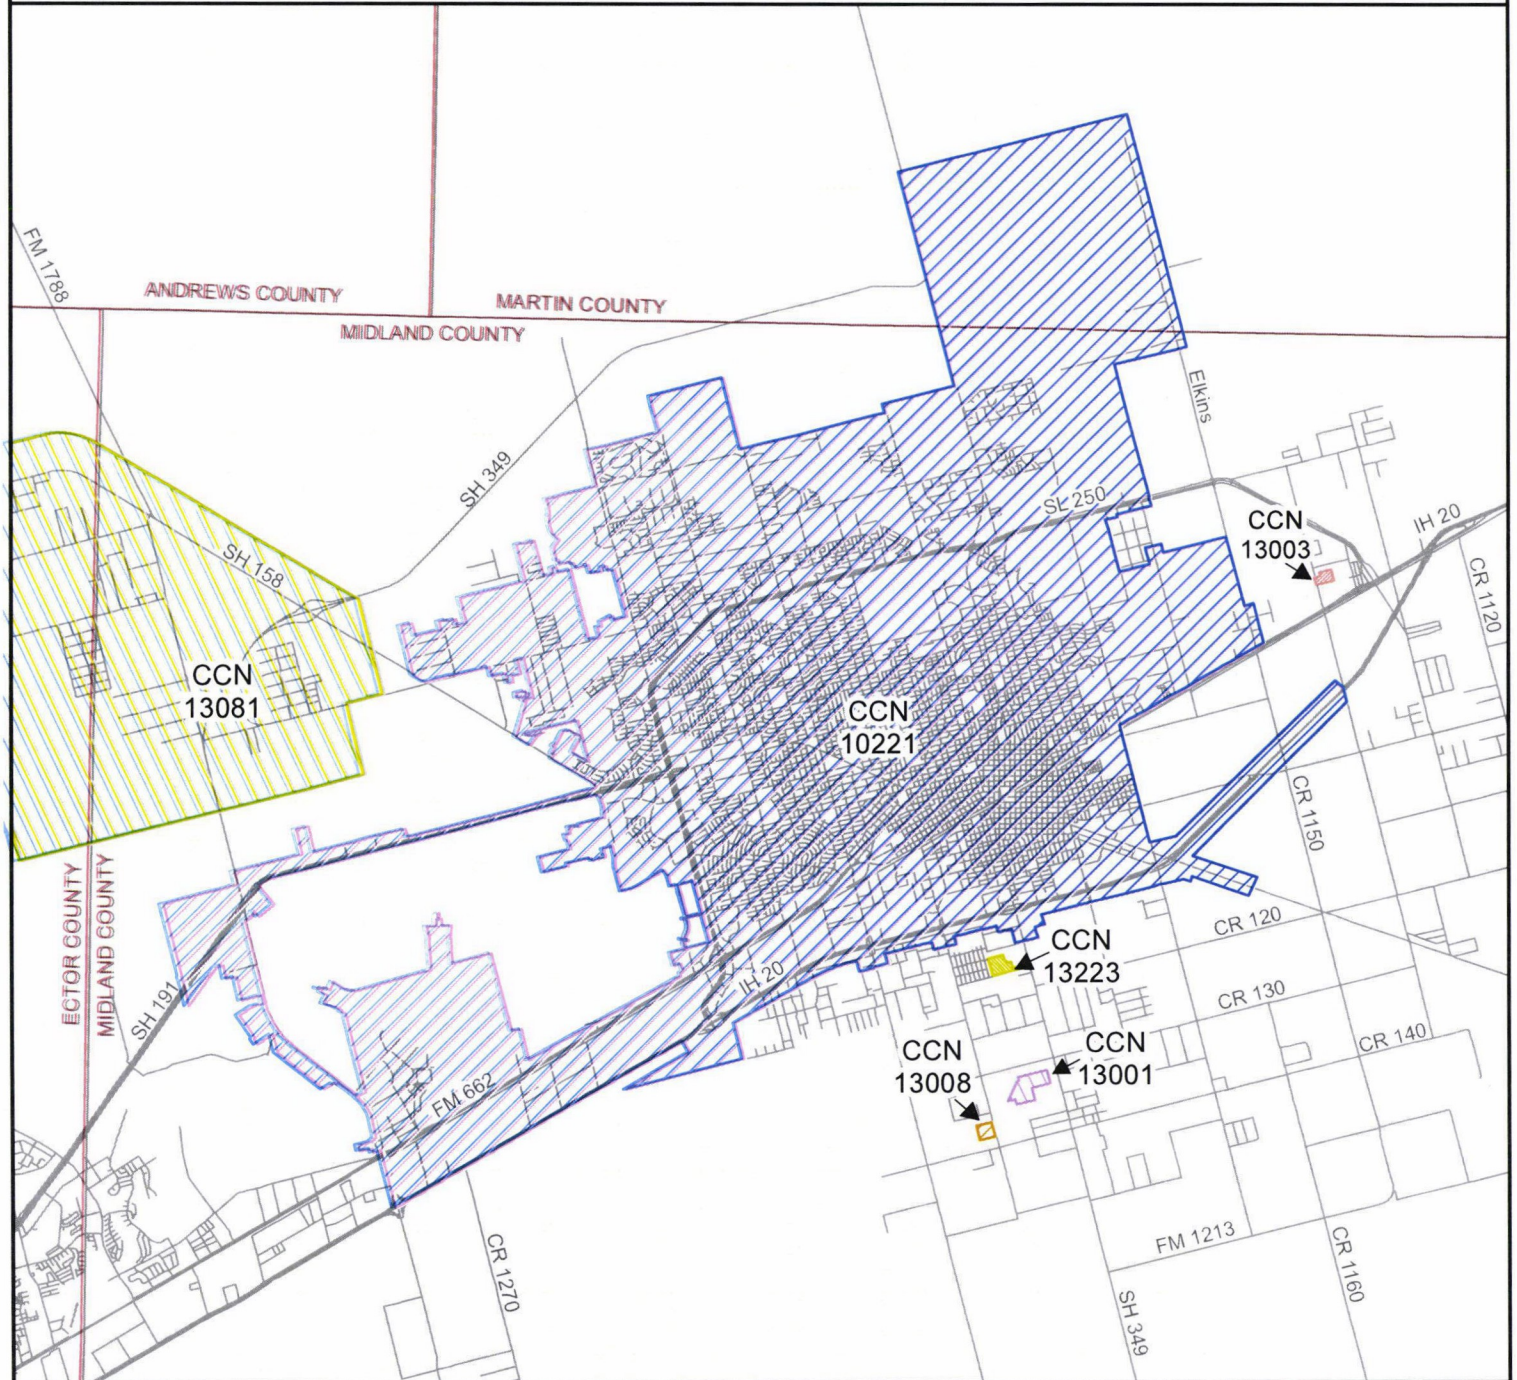 FM 1788
ANDREWS COUNTY
MARTIN COUNTY
MIDLAND COUNTY
Elkins
SH 349
SL 250
CCN
13003
IH 20
CR 1120
SH 158
CCN
13081
CCN
10221
CR 1150
ECTOR COUNTY
MIDLAND COUNTY
CR 120
CCN
13223
SH 191
IH 20
CR 130
CR 140
CCN
13008
CCN
13001
FM 662
FM 1213
CR 1270
CR 1160
SH 349